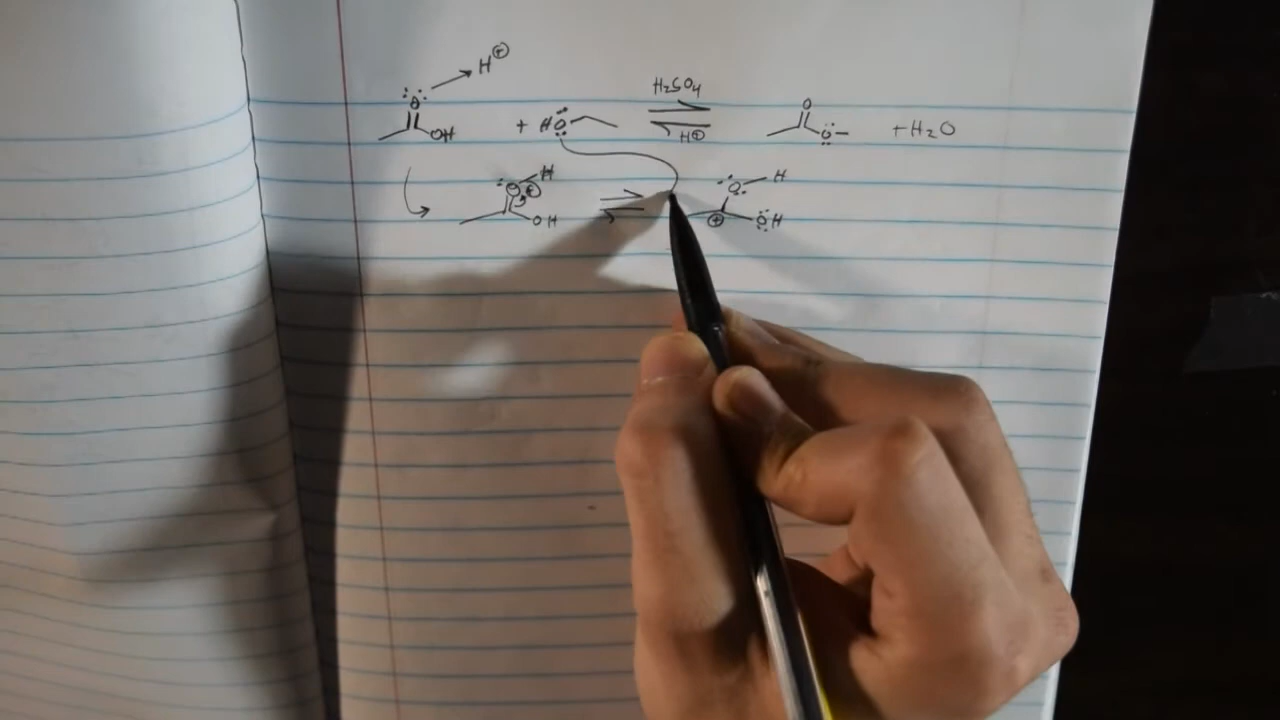 H⊕
H₂SO₄
O O
OH + HO ⇌ O + H₂O
H⊕
H H
O⊕ O
OH ⇌ ⊕ OH